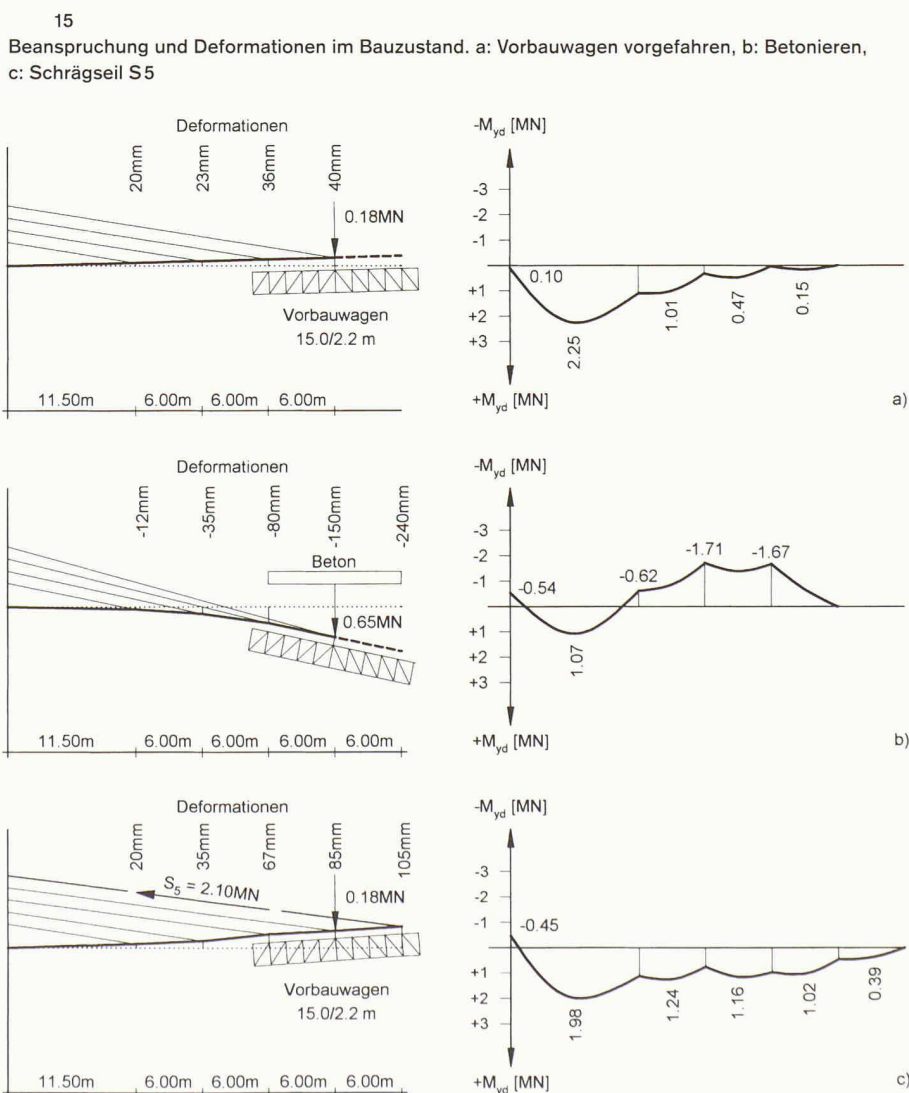 15
Beanspruchung und Deformationen im Bauzustand. a: Vorbauwagen vorgefahren, b: Betonieren,
c: Schrägseil S5
Deformationen
20mm
23mm
36mm
40mm
0.18MN
Vorbauwagen
15.0/2.2 m
11.50m 6.00m 6.00m 6.00m
-Myd [MN]
-3
-2
-1
+1
+2
+3
0.10
2.25
1.01
0.47
0.15
+Myd [MN]
a)
Deformationen
-12mm
-35mm
-80mm
-150mm
-240mm
Beton
0.65MN
11.50m 6.00m 6.00m 6.00m 6.00m
-Myd [MN]
-3
-2
-1
+1
+2
+3
-0.54
1.07
-0.62
-1.71
-1.67
+Myd [MN]
b)
Deformationen
20mm
35mm
67mm
85mm
105mm
S5 = 2.10MN
0.18MN
Vorbauwagen
15.0/2.2 m
11.50m 6.00m 6.00m 6.00m 6.00m
-Myd [MN]
-3
-2
-1
+1
+2
+3
-0.45
1.98
1.24
1.16
1.02
0.39
+Myd [MN]
c)